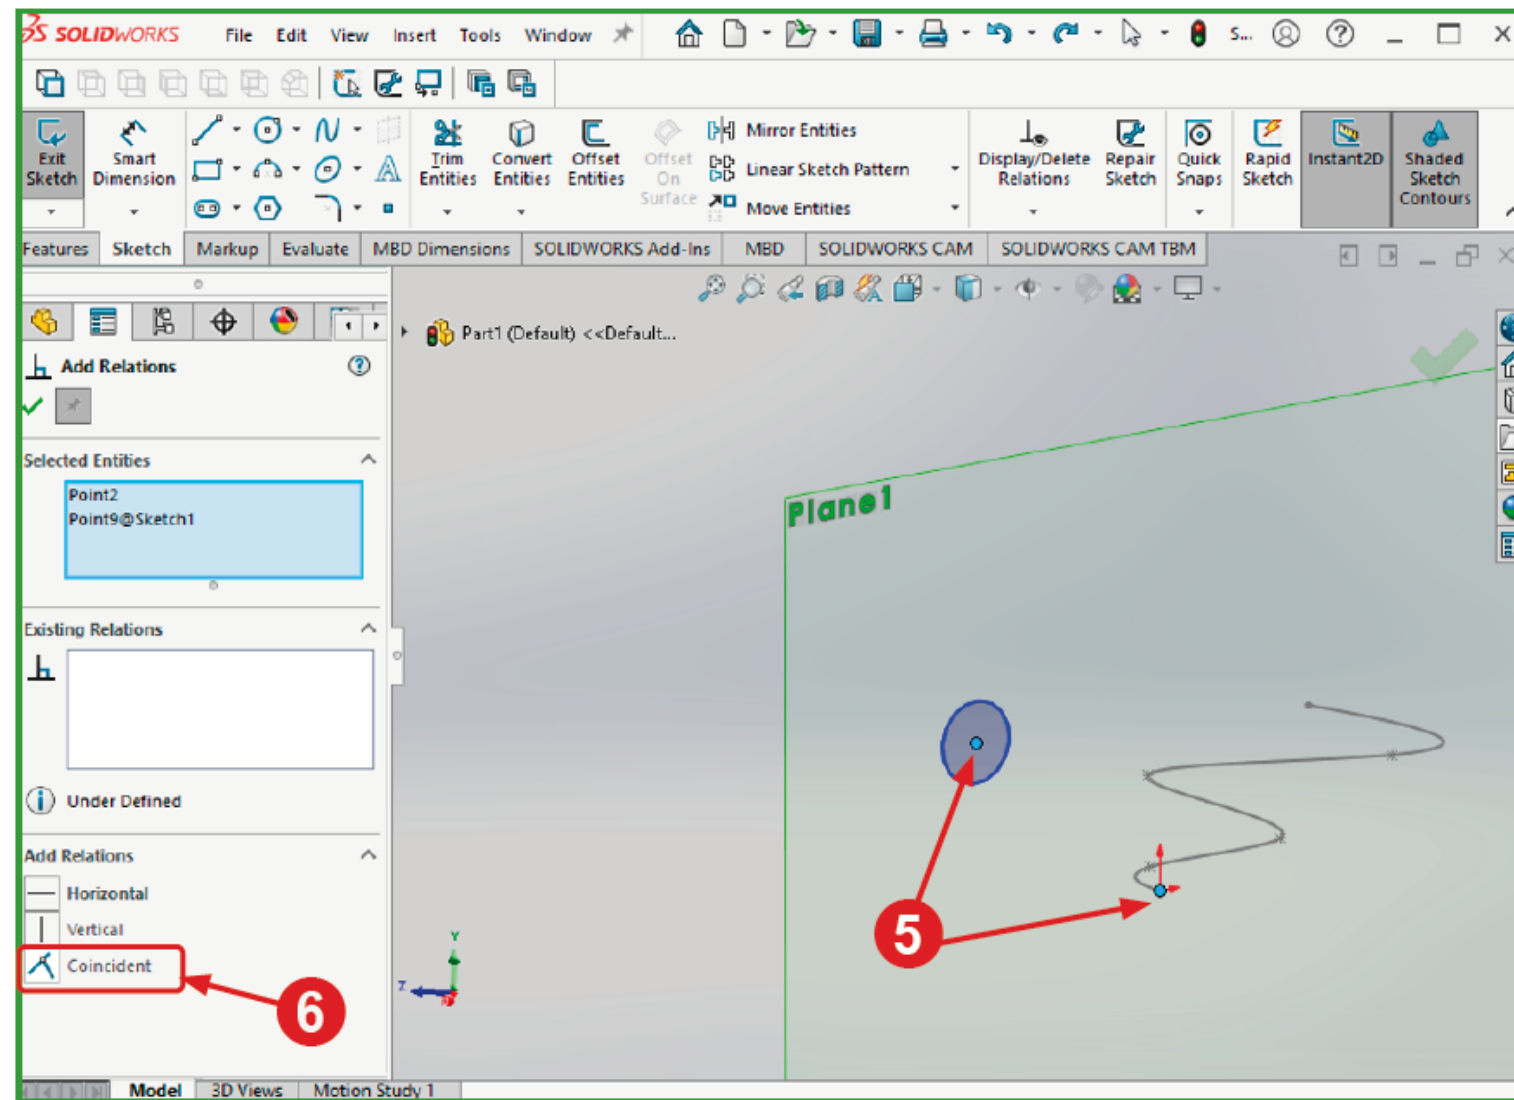 SOLIDWORKS File Edit View Insert Tools Window S...
Exit Sketch
Smart Dimension
Trim Entities
Convert Entities
Offset Entities
Offset On Surface
Mirror Entities
Linear Sketch Pattern
Move Entities
Display/Delete Relations
Repair Sketch
Quick Snaps
Rapid Sketch
Instant2D
Shaded Sketch Contours
Features Sketch Markup Evaluate MBD Dimensions SOLIDWORKS Add-Ins MBD SOLIDWORKS CAM SOLIDWORKS CAM TBM
Part1 (Default) <<Default...
Add Relations
Selected Entities
Point2
Point9@Sketch1
Plane1
Existing Relations
Under Defined
Add Relations
Horizontal
Vertical
Coincident
5
6
Y
Z
Model 3D Views Motion Study 1